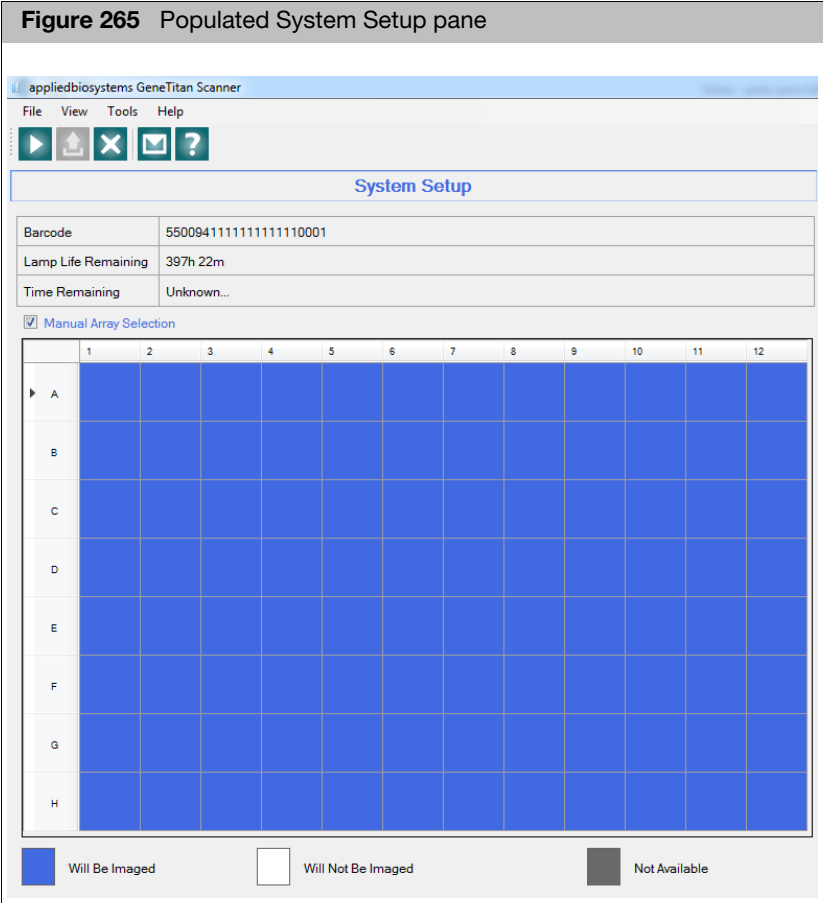 Figure 265 Populated System Setup pane
appliedbiosystems GeneTitan Scanner
File View Tools Help
System Setup
Barcode 5500941111111111110001
Lamp Life Remaining 397h 22m
Time Remaining Unknown...
Manual Array Selection
1 2 3 4 5 6 7 8 9 10 11 12
A
B
C
D
E
F
G
H
Will Be Imaged Will Not Be Imaged Not Available